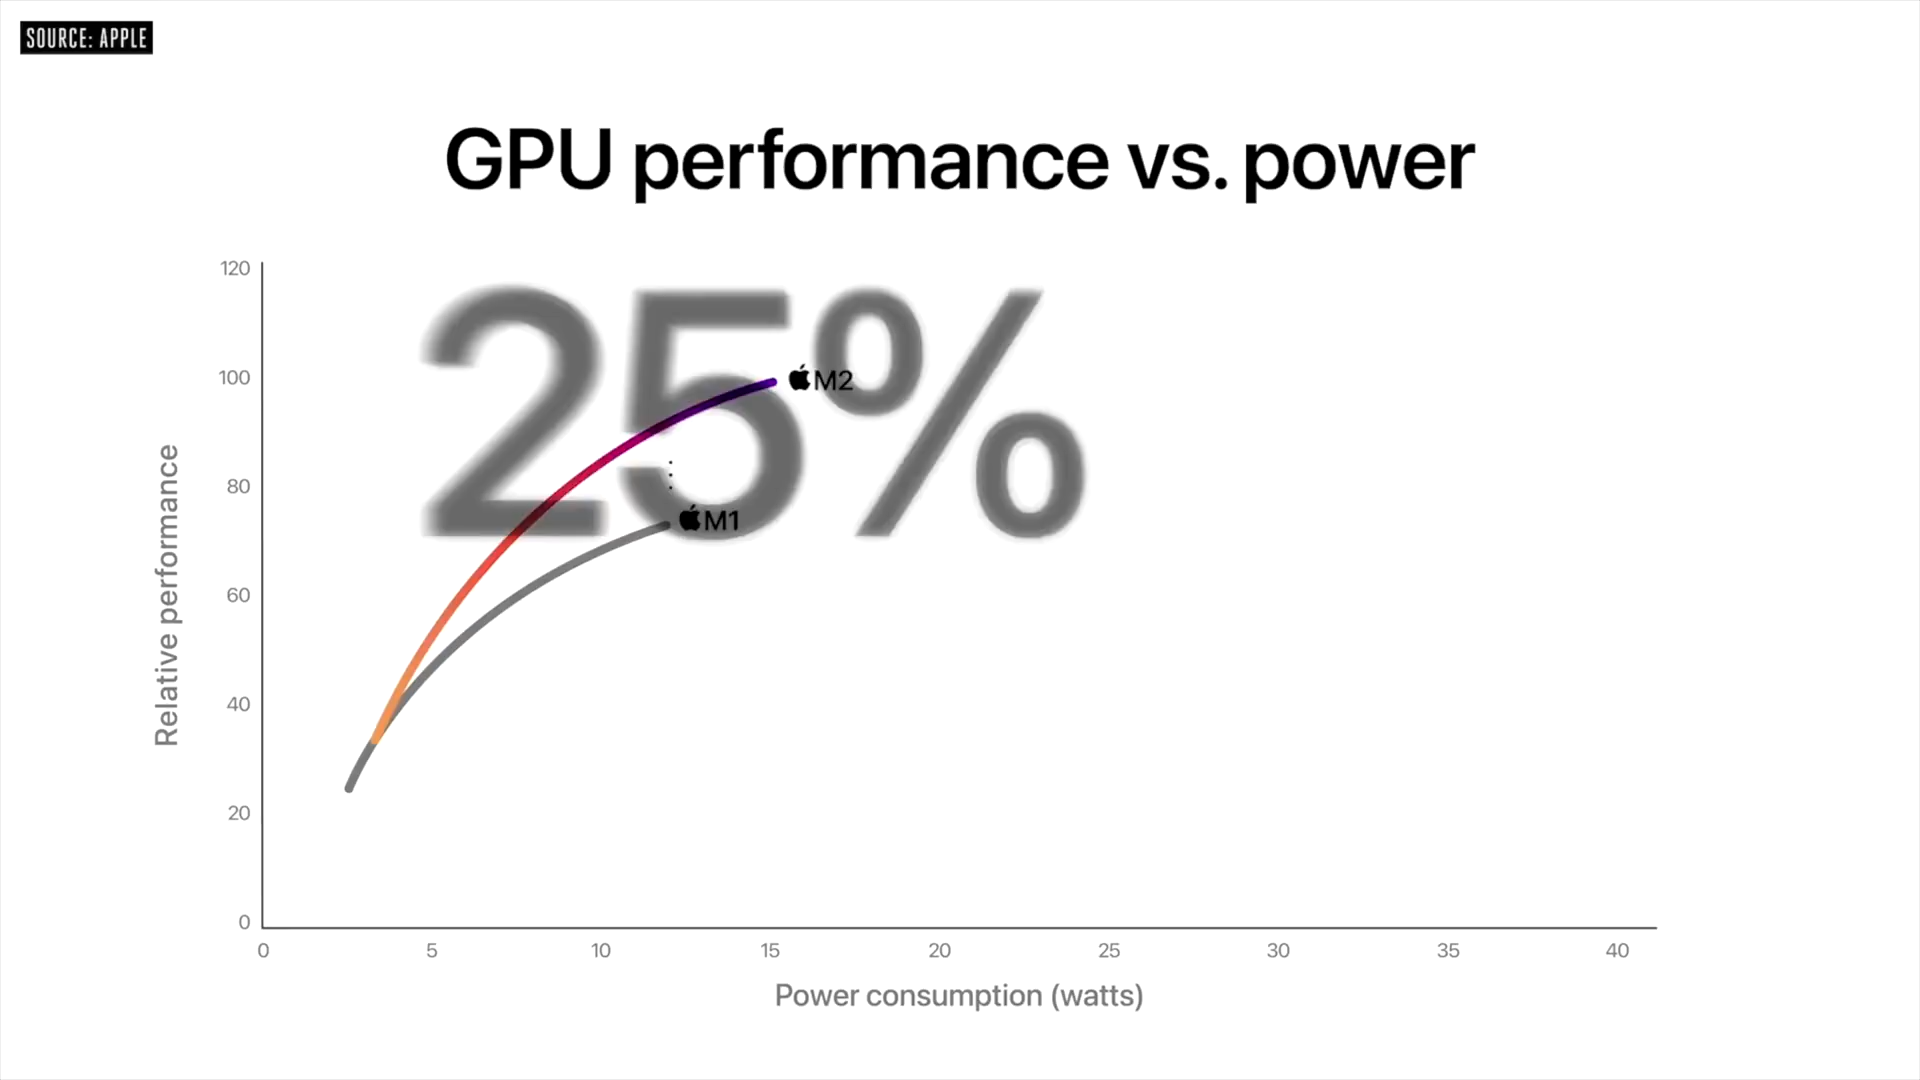 SOURCE: APPLE
GPU performance vs. power
25%
M2
M1
120
100
80
60
40
20
0
Relative performance
0 5 10 15 20 25 30 35 40
Power consumption (watts)